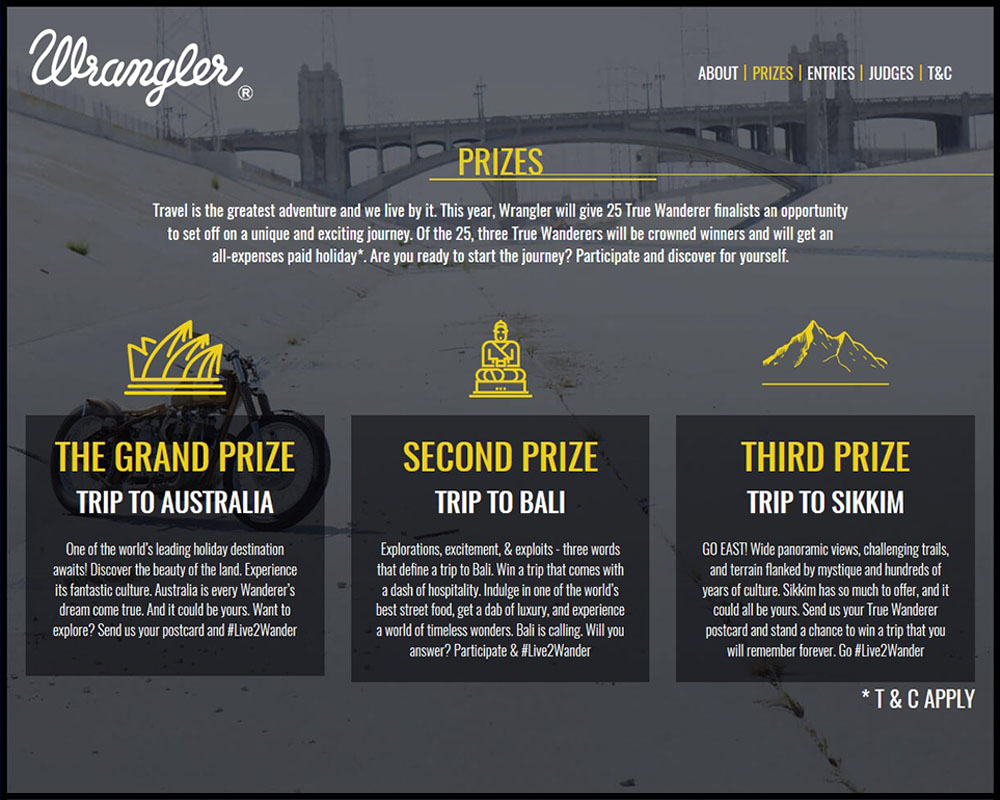 Wrangler®
ABOUT | PRIZES | ENTRIES | JUDGES | T&C
PRIZES
Travel is the greatest adventure and we live by it. This year, Wrangler will give 25 True Wanderer finalists an opportunity
to set off on a unique and exciting journey. Of the 25, three True Wanderers will be crowned winners and will get an
all-expenses paid holiday*. Are you ready to start the journey? Participate and discover for yourself.
THE GRAND PRIZE
TRIP TO AUSTRALIA
One of the world's leading holiday destination
awaits! Discover the beauty of the land. Experience
its fantastic culture. Australia is every Wanderer's
dream come true. And it could be yours. Want to
explore? Send us your postcard and #Live2Wander
SECOND PRIZE
TRIP TO BALI
Explorations, excitement, & exploits - three words
that define a trip to Bali. Win a trip that comes with
a dash of hospitality. Indulge in one of the world's
best street food, get a dab of luxury, and experience
a world of timeless wonders. Bali is calling. Will you
answer? Participate & #Live2Wander
THIRD PRIZE
TRIP TO SIKKIM
GO EAST! Wide panoramic views, challenging trails,
and terrain flanked by mystique and hundreds of
years of culture. Sikkim has so much to offer, and it
could all be yours. Send us your True Wanderer
postcard and stand a chance to win a trip that you
will remember forever. Go #Live2Wander
* T & C APPLY